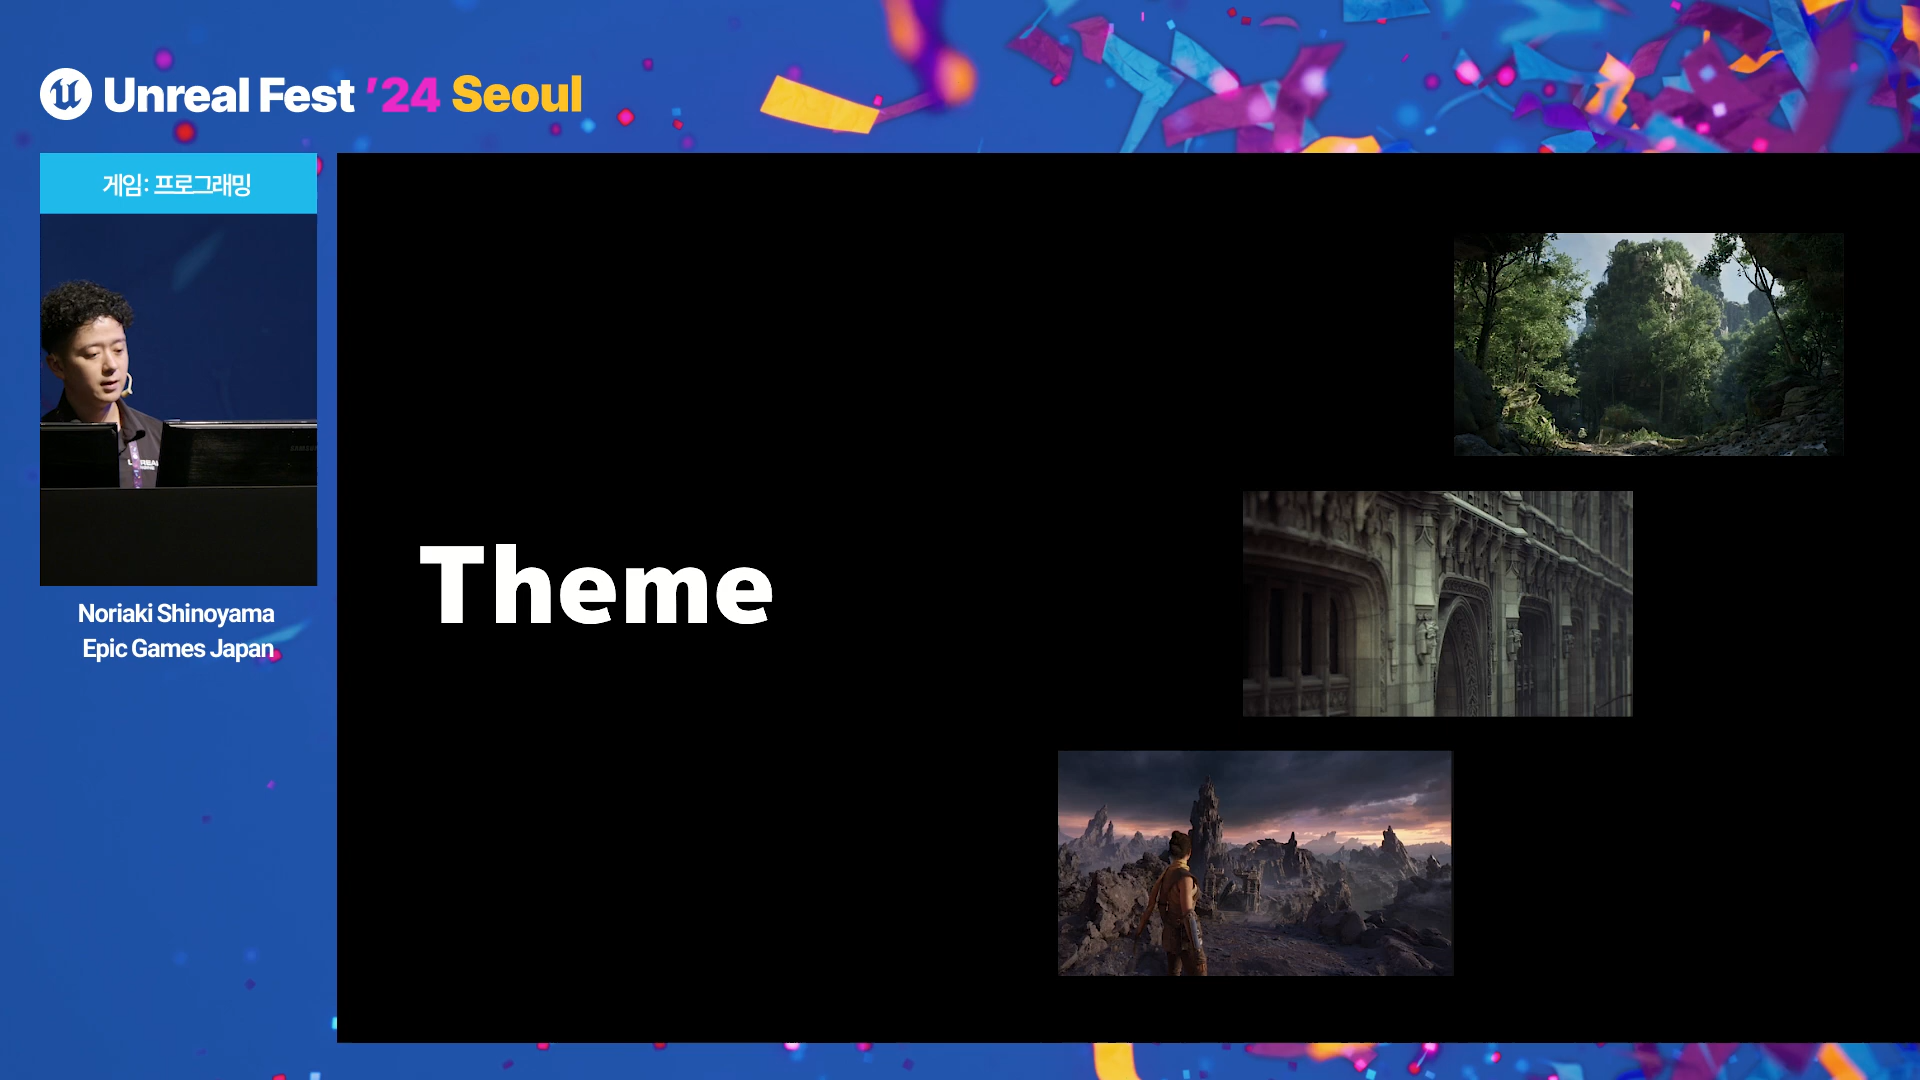 Unreal Fest '24 Seoul
게임: 프로그래밍
Noriaki Shinoyama
Epic Games Japan
Theme